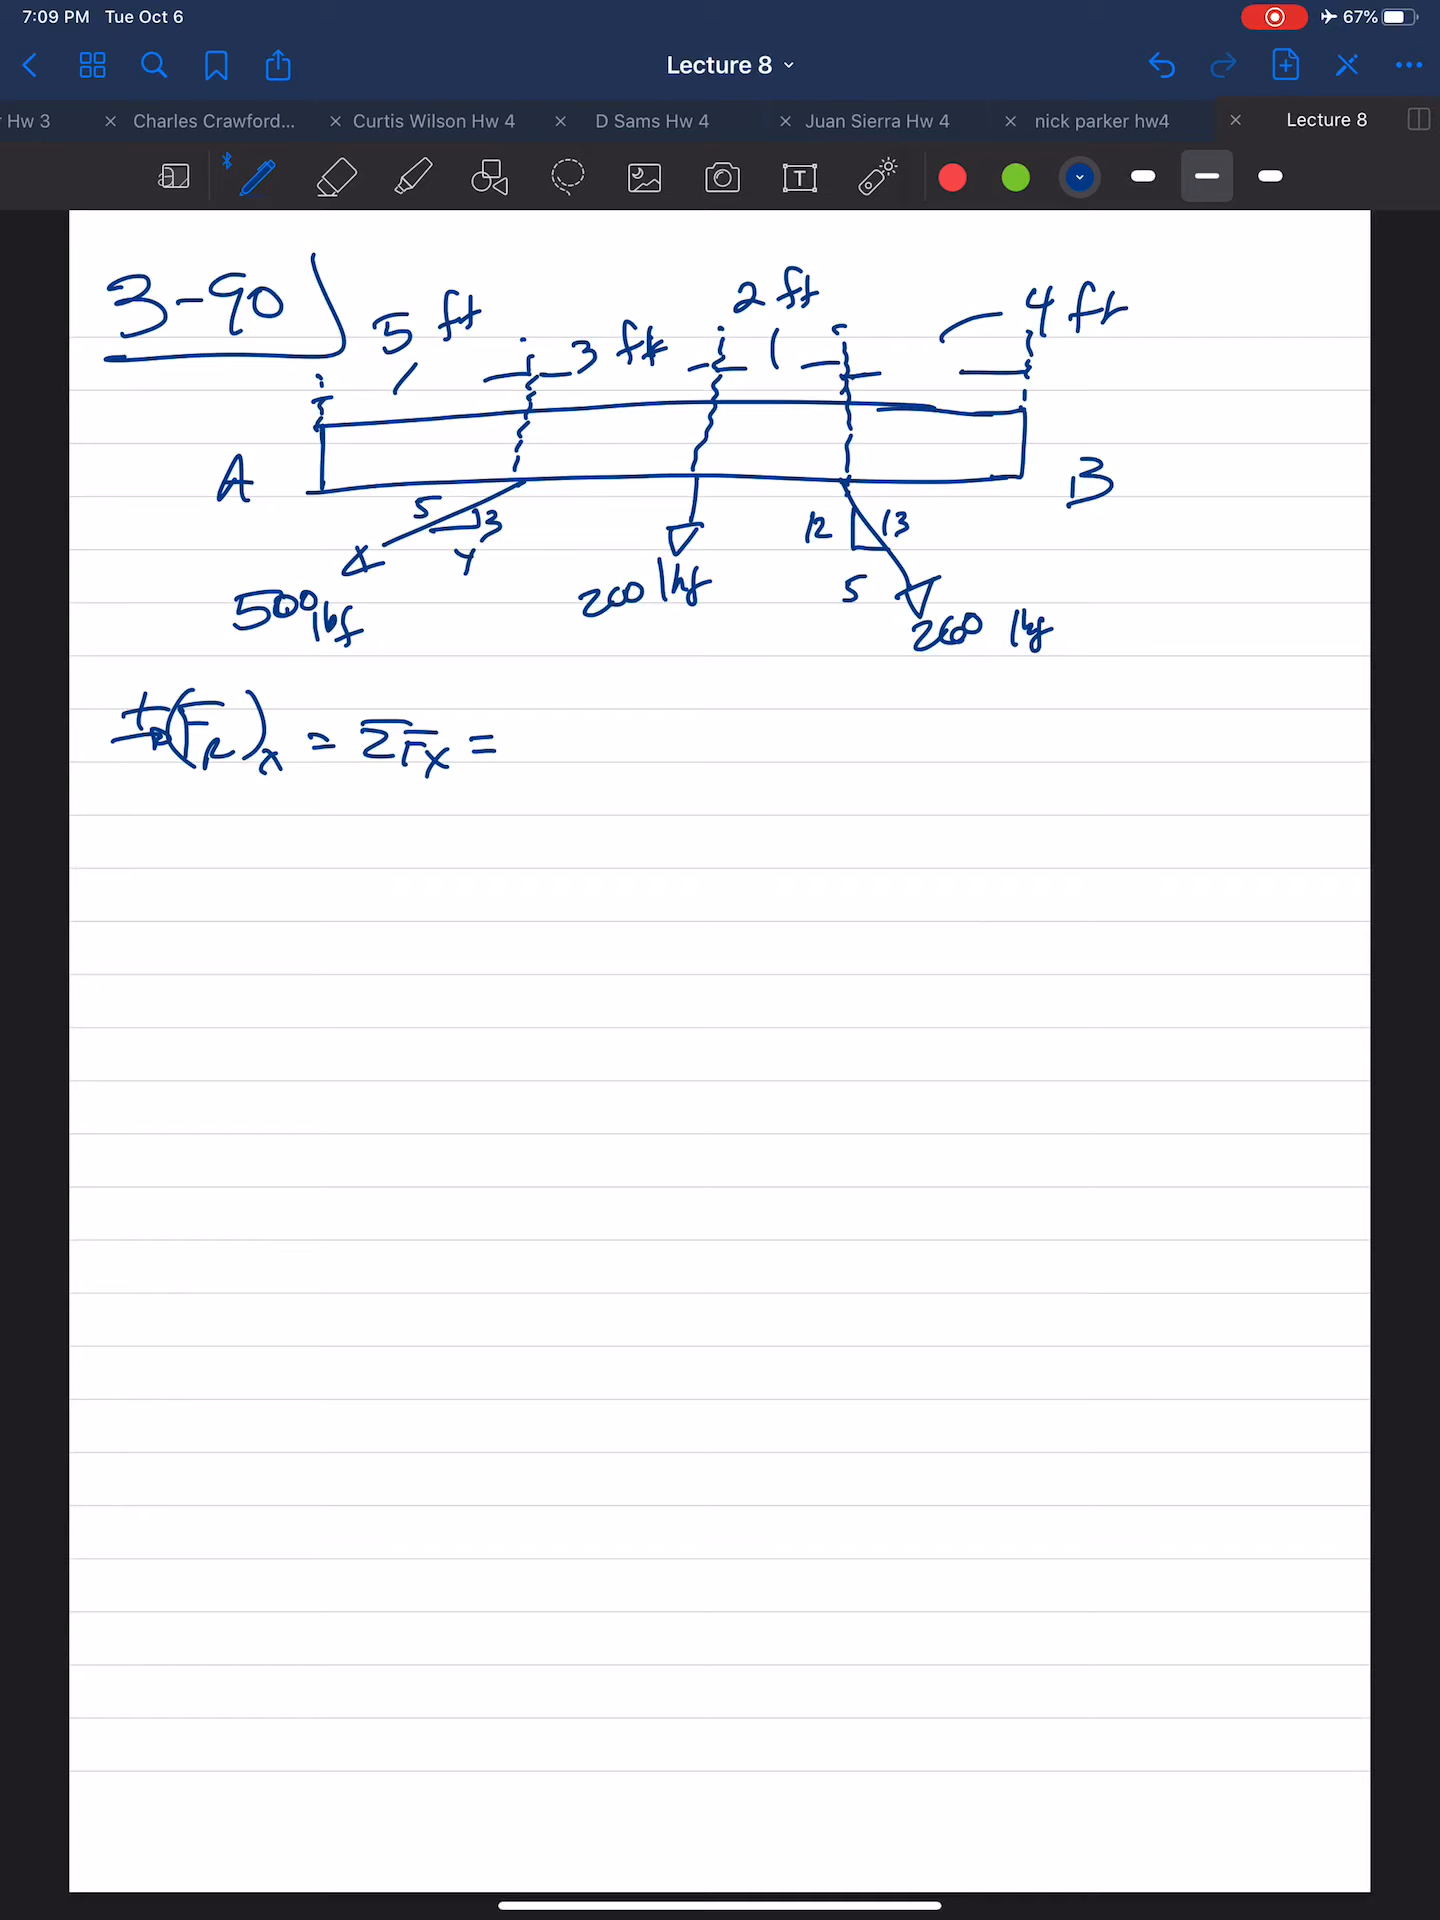 7:09 PM Tue Oct 6
67%
Lecture 8
Hw 3
Charles Crawford...
Curtis Wilson Hw 4
D Sams Hw 4
Juan Sierra Hw 4
nick parker hw4
Lecture 8
3-90
5 ft
3 ft
2 ft
4 ft
A
B
5
3
4
500 lbf
200 lbf
12
13
5
260 lbf
+→(F_R)_x = ΣF_x =